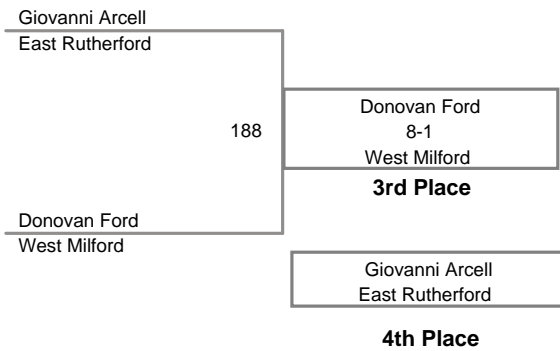 Giovanni Arcell
East Rutherford
188
Donovan Ford
8-1
West Milford
3rd Place
Donovan Ford
West Milford
Giovanni Arcell
East Rutherford
4th Place